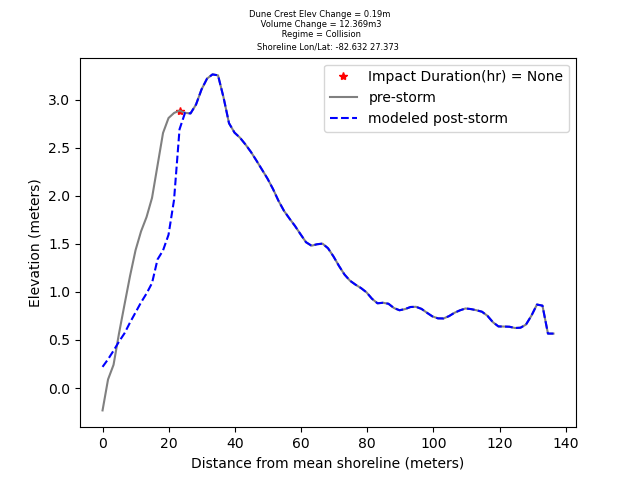 Dune Crest Elev Change = 0.19m
Volume Change = 12.369m3
Regime = Collision
Shoreline Lon/Lat: -82.632 27.373
Impact Duration(hr) = None
pre-storm
modeled post-storm
Elevation (meters)
3.0
2.5
2.0
1.5
1.0
0.5
0.0
0 20 40 60 80 100 120 140
Distance from mean shoreline (meters)